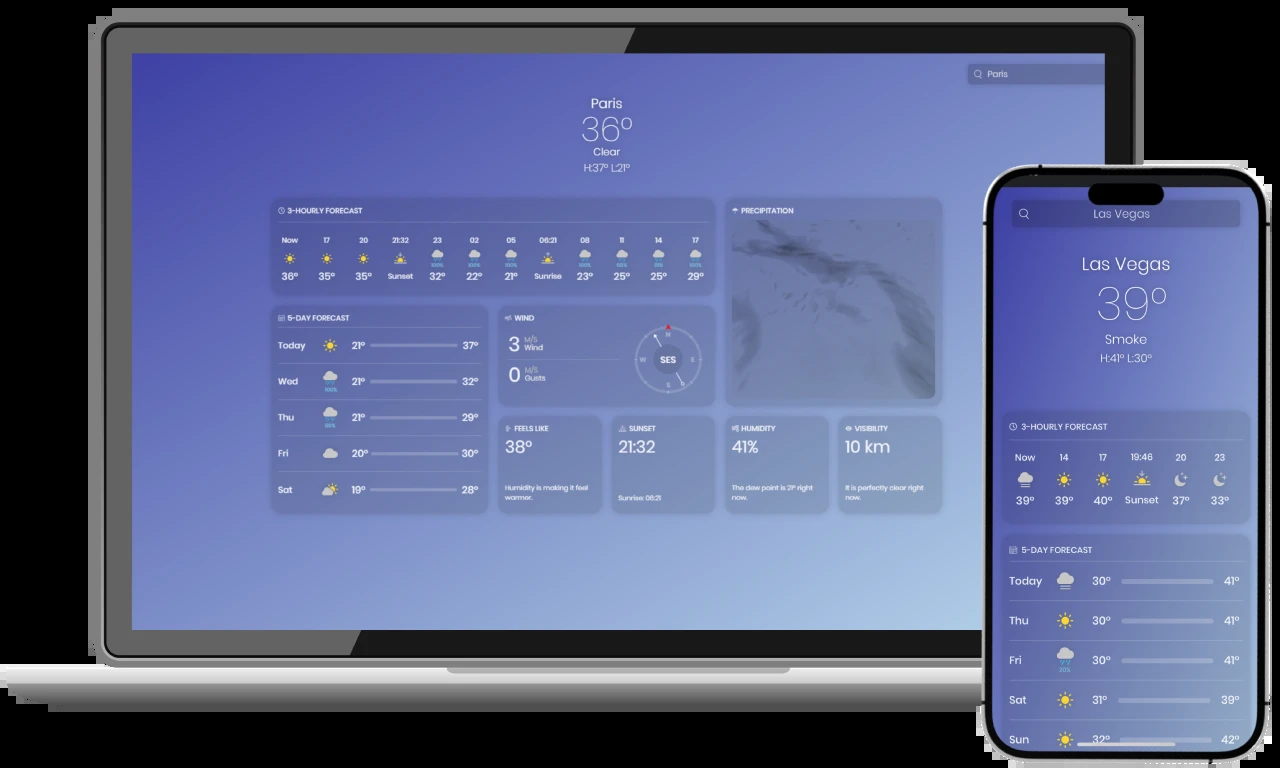 Paris
Paris
36°
Clear
H:37° L:21°
3-HOURLY FORECAST
Now 17 20 21:32 23 02 05 06:21 08 11 14 17
100% 100% 100% 100%
36° 35° 35° Sunset 32° 22° 21° Sunrise 23° 25° 25° 29°
PRECIPITATION
5-DAY FORECAST
Today 21° 37°
Wed 21° 32°
100%
Thu 21° 29°
Fri 20° 30°
Sat 19° 28°
WIND
3 M/S
Wind
0 M/S
Gusts
N
W SES E
S
FEELS LIKE
38°
Humidity is making it feel
warmer.
SUNSET
21:32
Sunrise: 06:21
HUMIDITY
41%
The dew point is 21° right
now.
VISIBILITY
10 km
It is perfectly clear right
now.
Las Vegas
Las Vegas
39°
Smoke
H:41° L:30°
3-HOURLY FORECAST
Now 14 17 19:46 20 23
39° 39° 40° Sunset 37° 33°
5-DAY FORECAST
Today 30° 41°
Thu 30° 41°
Fri 30° 41°
20%
Sat 31° 39°
Sun 32° 42°